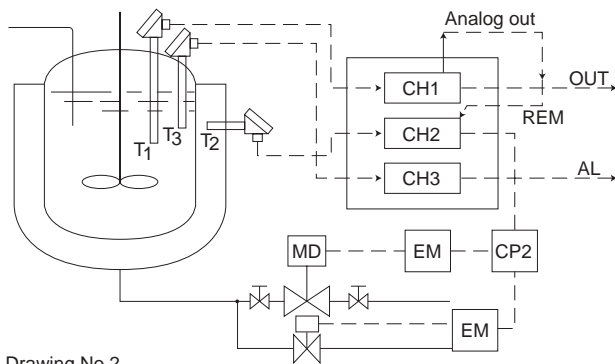 Analog out
CH1
OUT
REM
CH2
CH3
AL
T1
T3
T2
MD
EM
CP2
EM
Drawing No 2